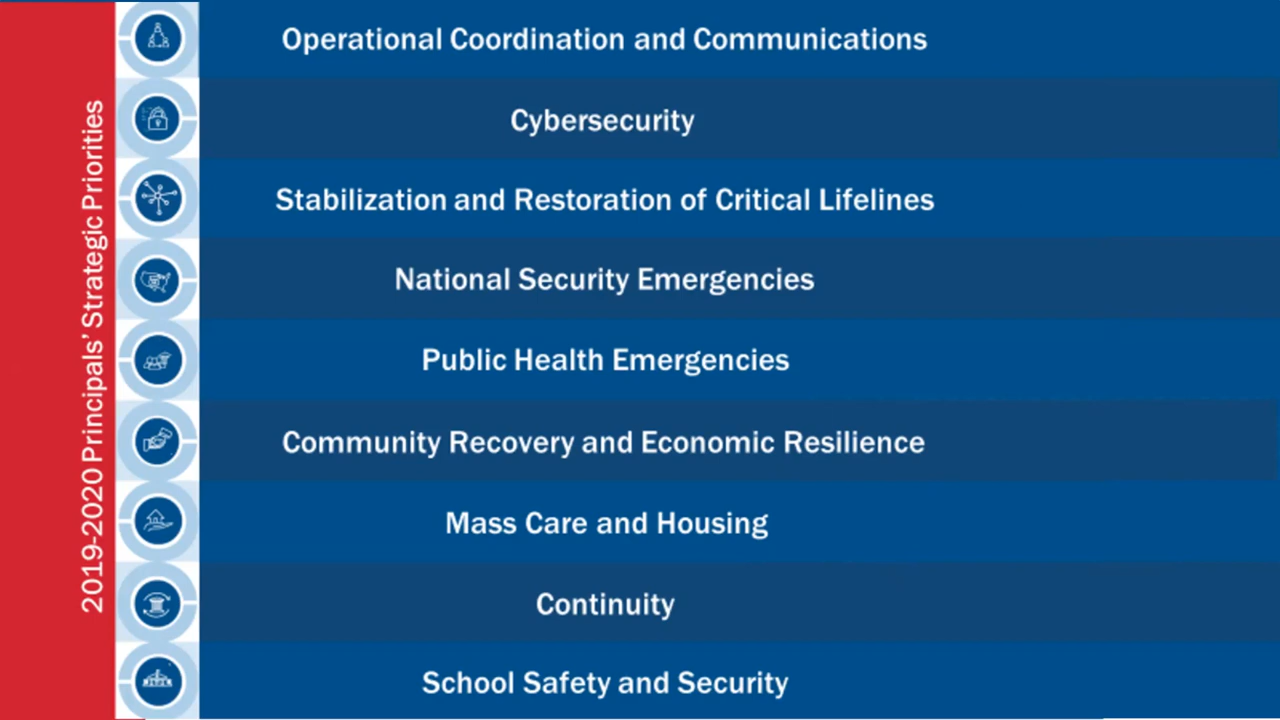 2019-2020 Principals’ Strategic Priorities
Operational Coordination and Communications
Cybersecurity
Stabilization and Restoration of Critical Lifelines
National Security Emergencies
Public Health Emergencies
Community Recovery and Economic Resilience
Mass Care and Housing
Continuity
School Safety and Security